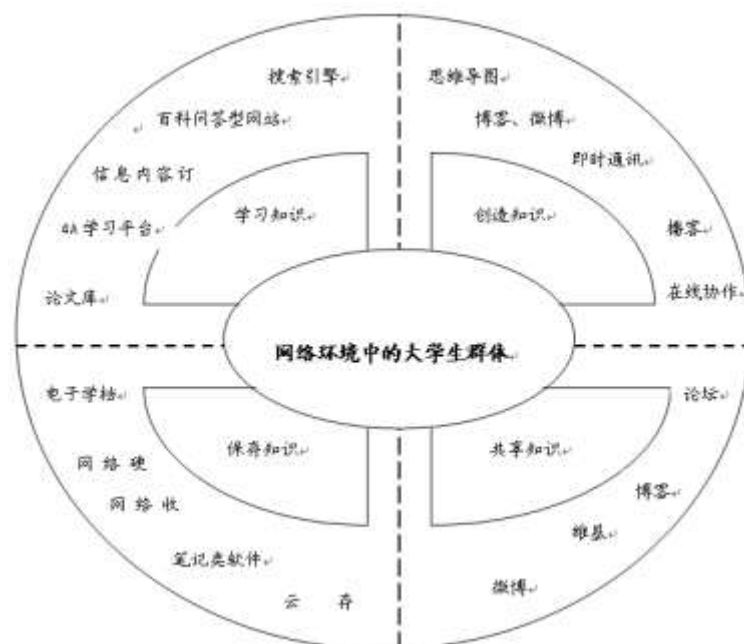 搜索引擎
百科问答型网站
信息内容订
4A学习平台
论文库
学习知识
思维导图
博客、微博
即时通讯
播客
在线协作
创造知识
网络环境中的大学生群体
电子学档
网络硬
网络收
笔记类软件
云 存
保存知识
论坛
博客
维基
微博
共享知识